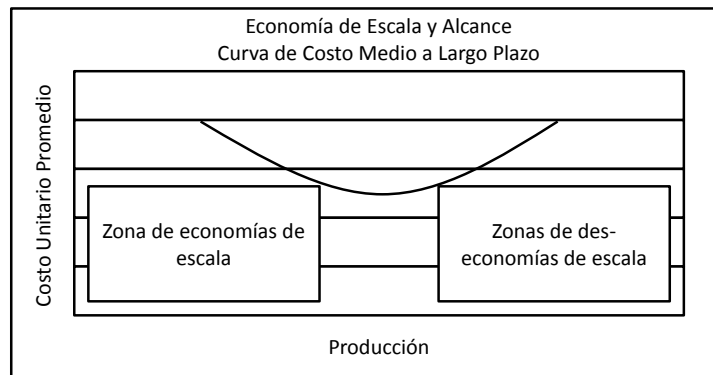 Economía de Escala y Alcance
Curva de Costo Medio a Largo Plazo
Costo Unitario Promedio
Zona de economías de
escala
Zonas de des-
economías de escala
Producción